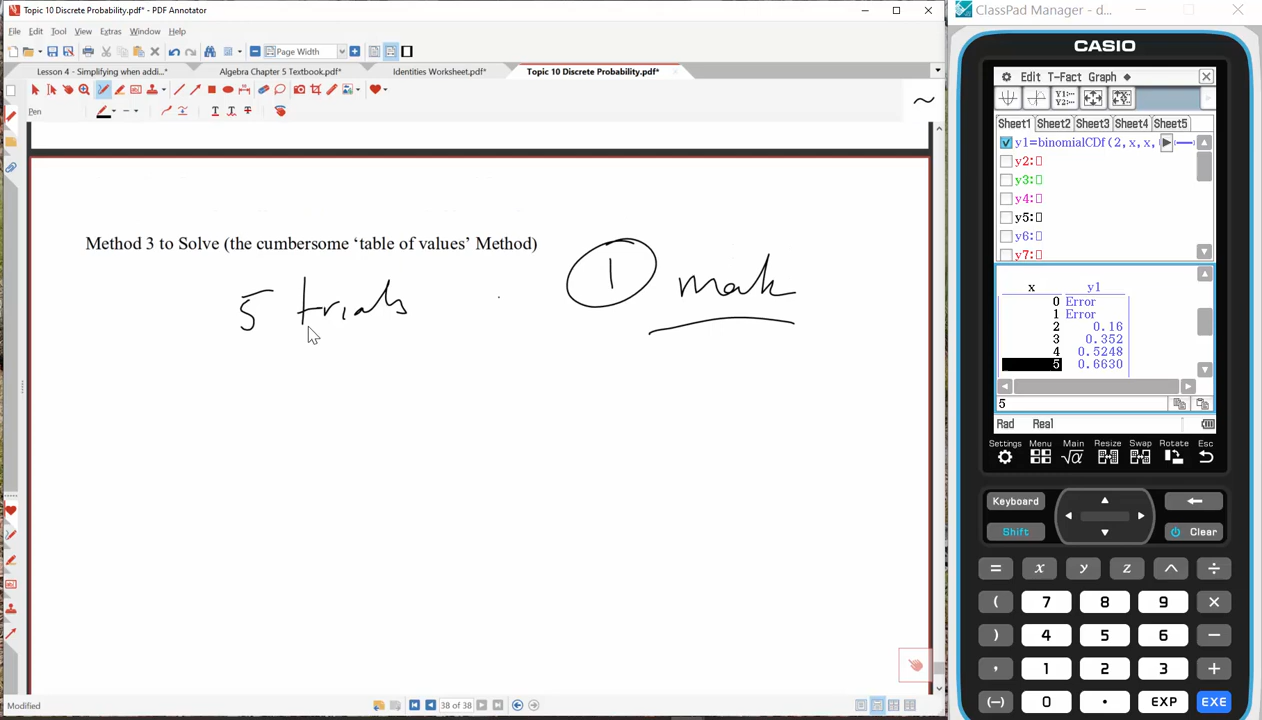 Topic 10 Discrete Probability.pdf* - PDF Annotator
ClassPad Manager - d...
File Edit Tool View Extras Window Help
Page Width
Lesson 4 - Simplifying when addi...*
Algebra Chapter 5 Textbook.pdf*
Identities Worksheet.pdf*
Topic 10 Discrete Probability.pdf*
Pen
Method 3 to Solve (the cumbersome ‘table of values’ Method)
5 trials
1 mark
Modified
38 of 38
CASIO
Edit T-Fact Graph
Y1:--
Y2:--
Sheet1 Sheet2 Sheet3 Sheet4 Sheet5
y1=binomialCDf(2,x,x,
y2:
y3:
y4:
y5:
y6:
y7:
x y1
0 Error
1 Error
2 0.16
3 0.352
4 0.5248
5 0.6630
5
Rad Real
Settings Menu Main Resize Swap Rotate Esc
Keyboard
Shift
Clear
= x y z ^ ÷
( 7 8 9 ×
) 4 5 6 −
, 1 2 3 +
(−) 0 . EXP EXE